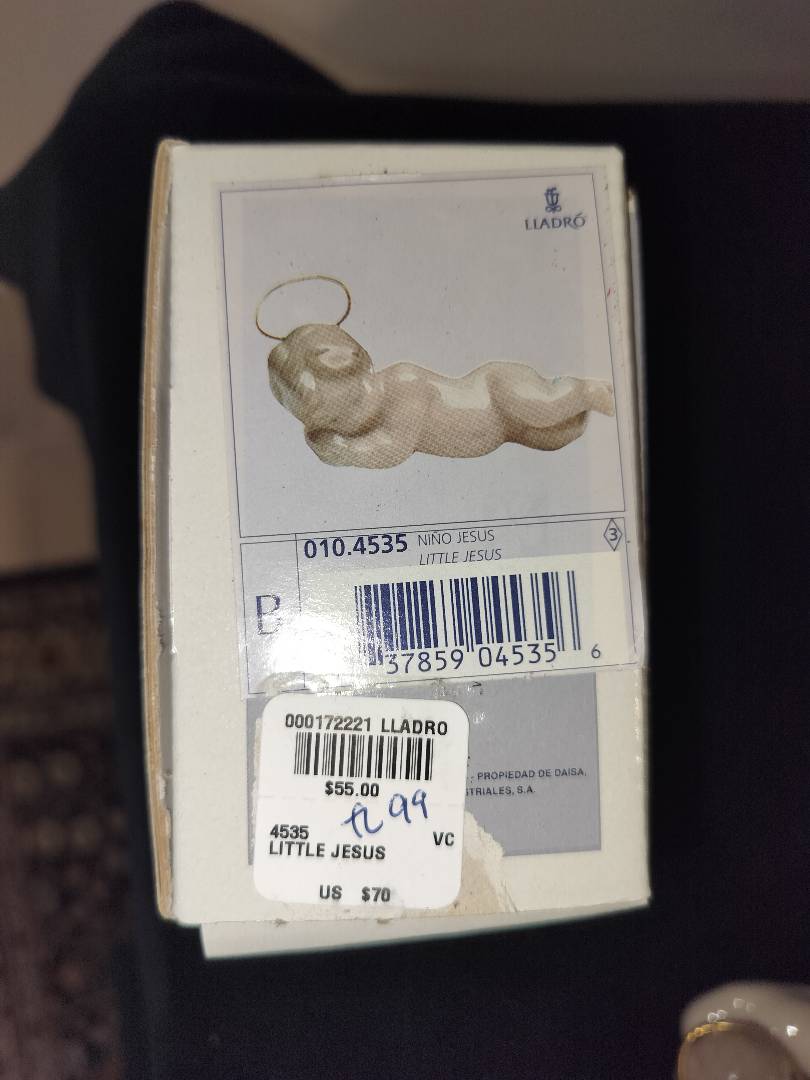 LLADRÓ
010.4535 NIÑO JESUS
LITTLE JESUS
3
B
37859 04535 6
000172221 LLADRO
$55.00
99
4535 VC
LITTLE JESUS
US $70
PROPIEDAD DE DAISA,
STRIALES, S.A.